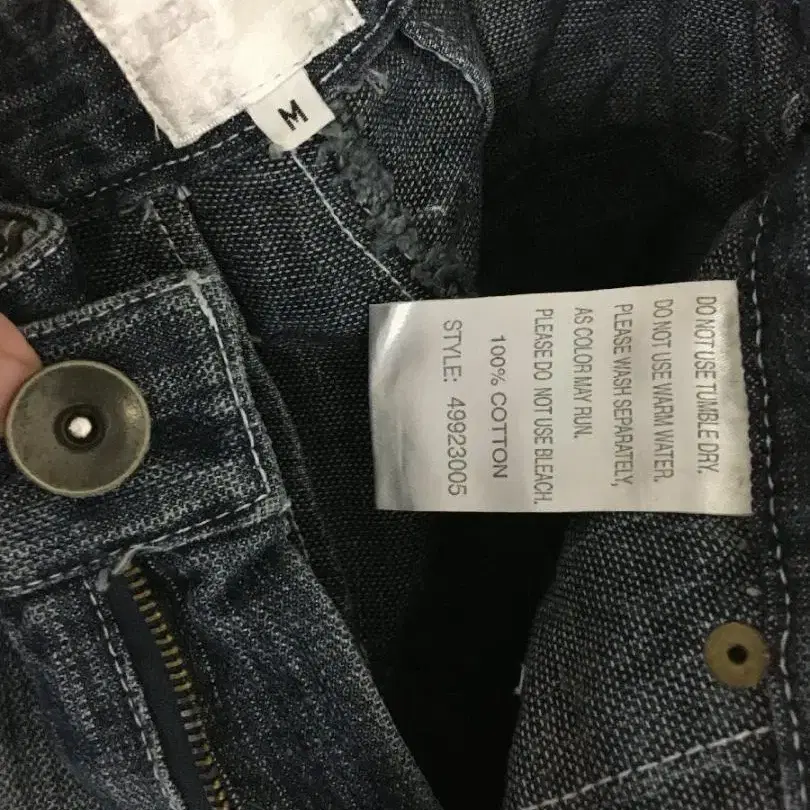 M
DO NOT USE TUMBLE DRY.
DO NOT USE WARM WATER.
PLEASE WASH SEPARATELY,
AS COLOR MAY RUN.
PLEASE DO NOT USE BLEACH.
100% COTTON
STYLE: 49923005